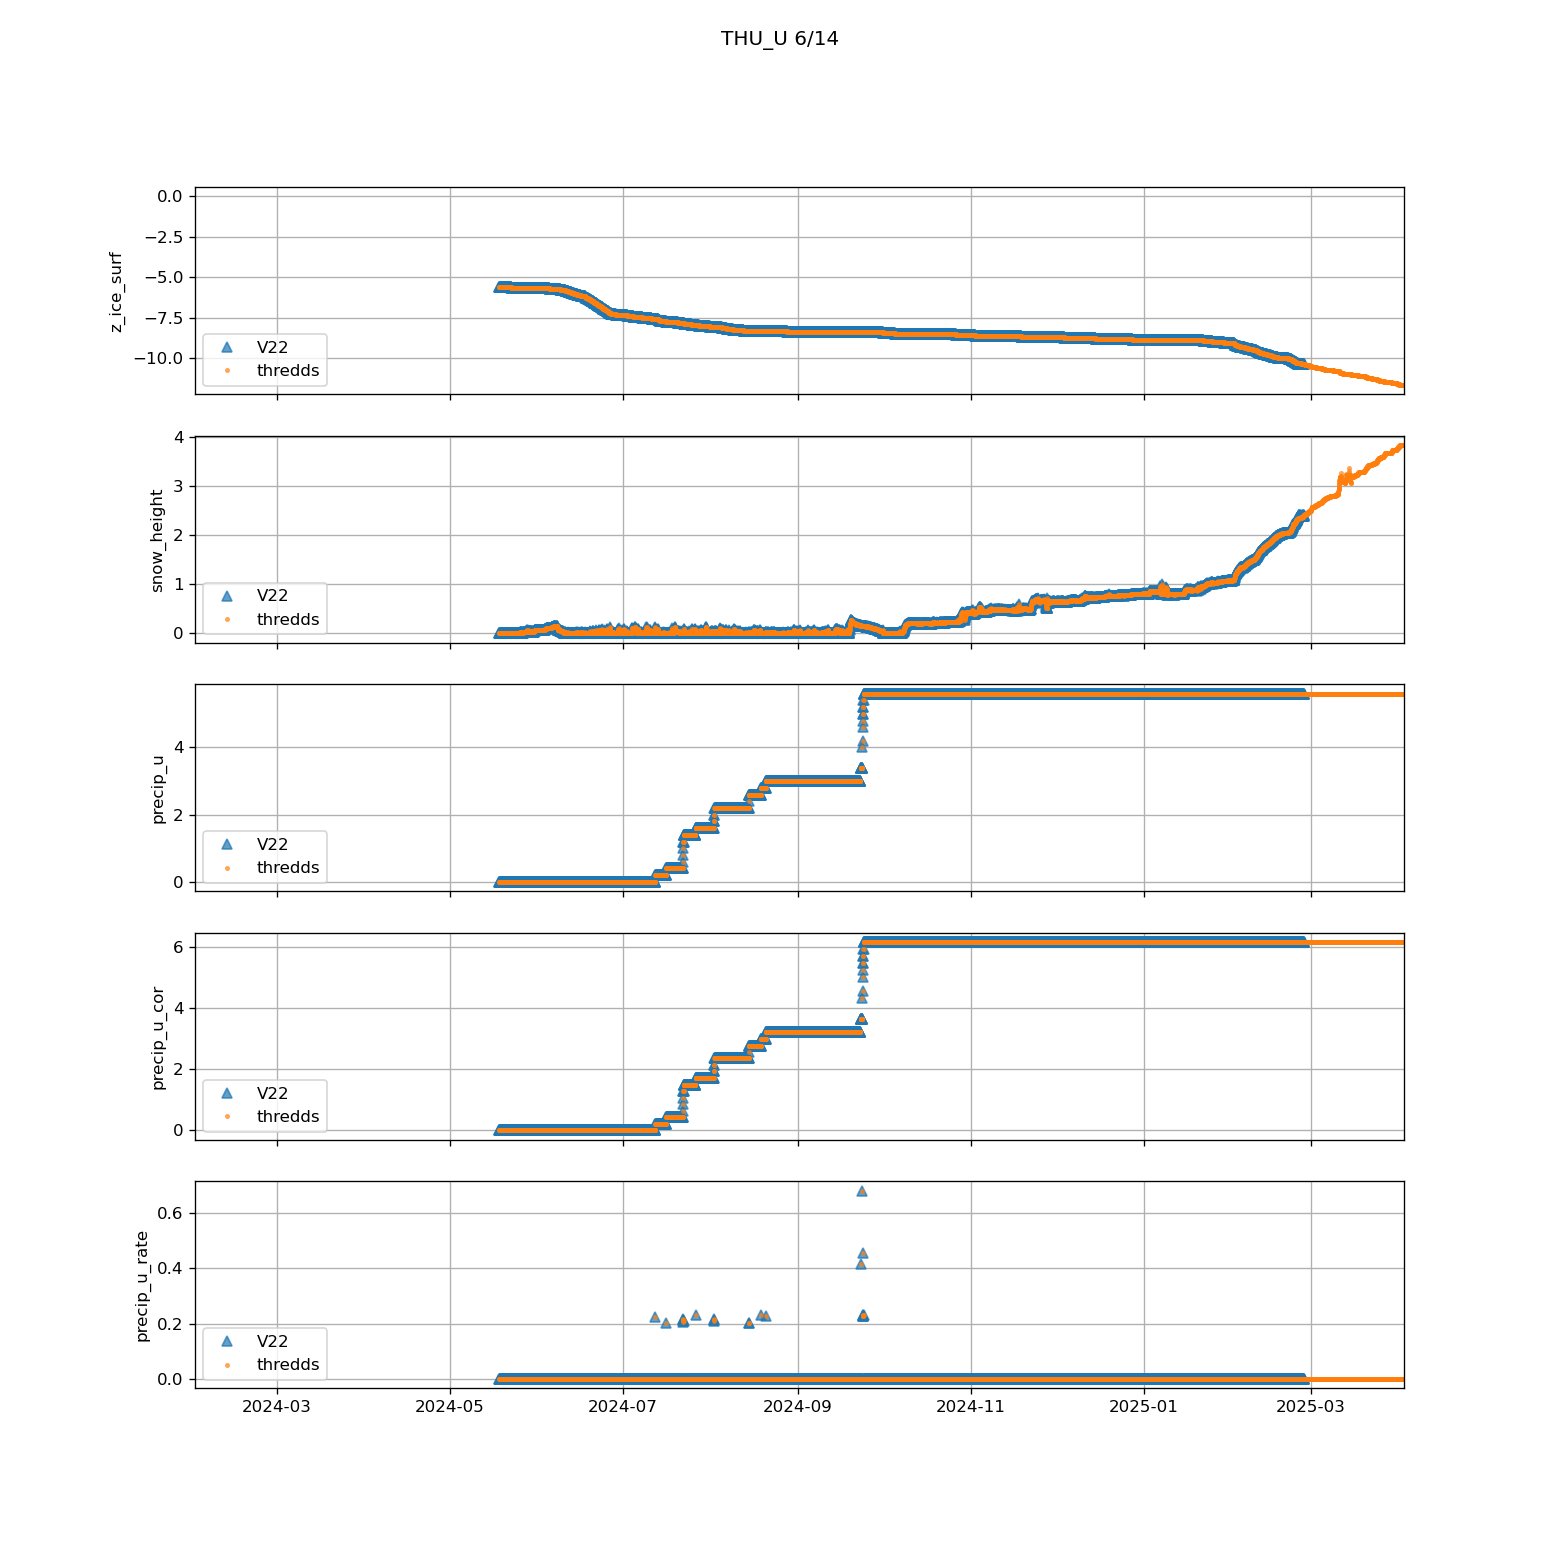 THU_U 6/14
0.0
−2.5
−5.0
−7.5
−10.0
z_ice_surf
V22
thredds
4
3
2
1
0
snow_height
V22
thredds
4
2
0
precip_u
V22
thredds
6
4
2
0
precip_u_cor
V22
thredds
0.6
0.4
0.2
0.0
precip_u_rate
V22
thredds
2024-03 2024-05 2024-07 2024-09 2024-11 2025-01 2025-03